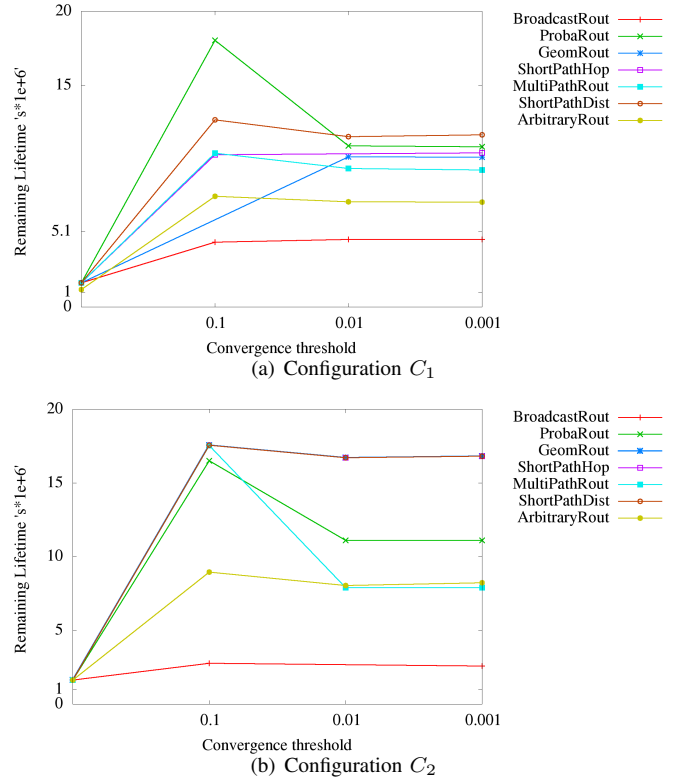 20
15
5.1
1
0
Remaining Lifetime 's*1e+6'
0.1
0.01
0.001
Convergence threshold
BroadcastRout
ProbaRout
GeomRout
ShortPathHop
MultiPathRout
ShortPathDist
ArbitraryRout
(a) Configuration C1
20
15
10
5
1
0
Remaining Lifetime 's*1e+6'
0.1
0.01
0.001
Convergence threshold
BroadcastRout
ProbaRout
GeomRout
ShortPathHop
MultiPathRout
ShortPathDist
ArbitraryRout
(b) Configuration C2